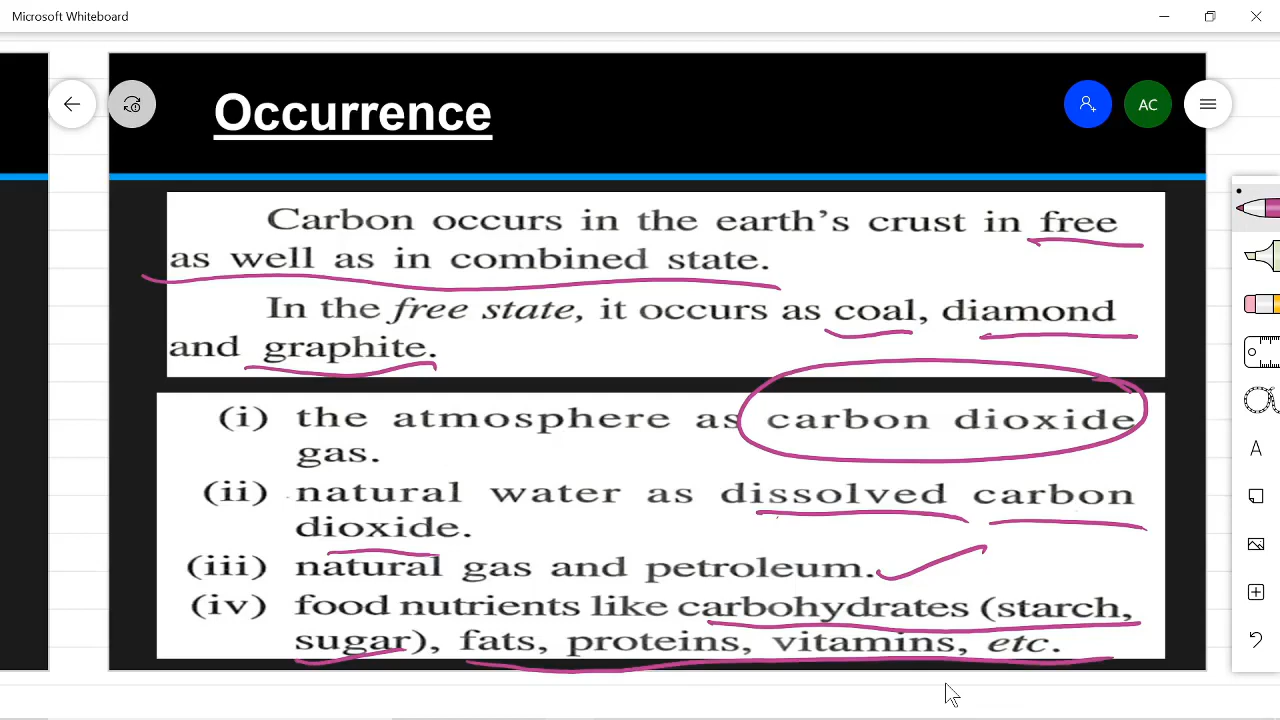 Microsoft Whiteboard
Occurrence
AC
Carbon occurs in the earth's crust in free
as well as in combined state.
In the free state, it occurs as coal, diamond
and graphite.
(i) the atmosphere as carbon dioxide
gas.
(ii) natural water as dissolved carbon
dioxide.
(iii) natural gas and petroleum.
(iv) food nutrients like carbohydrates (starch,
sugar), fats, proteins, vitamins, etc.